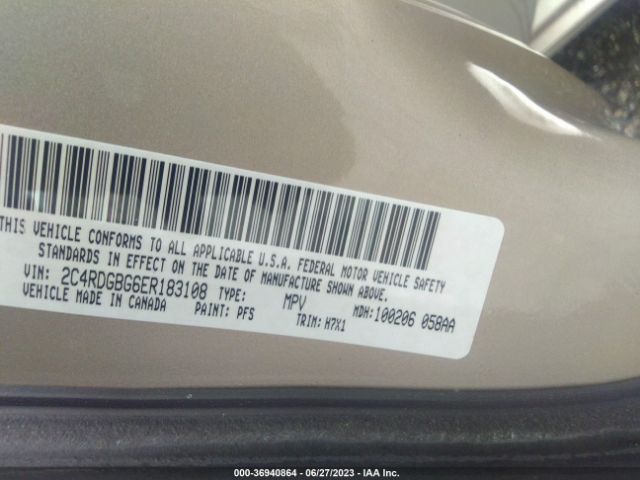 THIS VEHICLE CONFORMS TO ALL APPLICABLE U.S.A. FEDERAL MOTOR VEHICLE SAFETY
STANDARDS IN EFFECT ON THE DATE OF MANUFACTURE SHOWN ABOVE.
VIN: 2C4RDGBG6ER183108 TYPE: MPV MDH:100206 058AA
VEHICLE MADE IN CANADA PAINT: PFS TRIM: H7X1
000-36940864 - 06/27/2023 - IAA Inc.